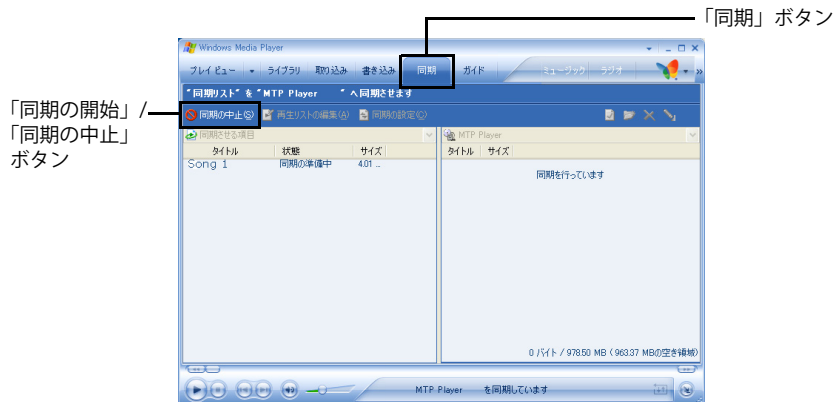 「同期」ボタン
Windows Media Player
プレイ ビュー ライブラリ 取り込み 書き込み 同期 ガイド ミュージック ラジオ
"同期リスト" を "MTP Player " へ同期させます
「同期の開始」/
「同期の中止」
ボタン
同期の中止(S) 再生リストの編集(A) 同期の設定(O)
同期させる項目 MTP Player
タイトル 状態 サイズ タイトル サイズ
Song 1 同期の準備中 4.01 ...
同期を行っています
0 バイト / 978.50 MB ( 963.37 MBの空き領域)
MTP Player を同期しています